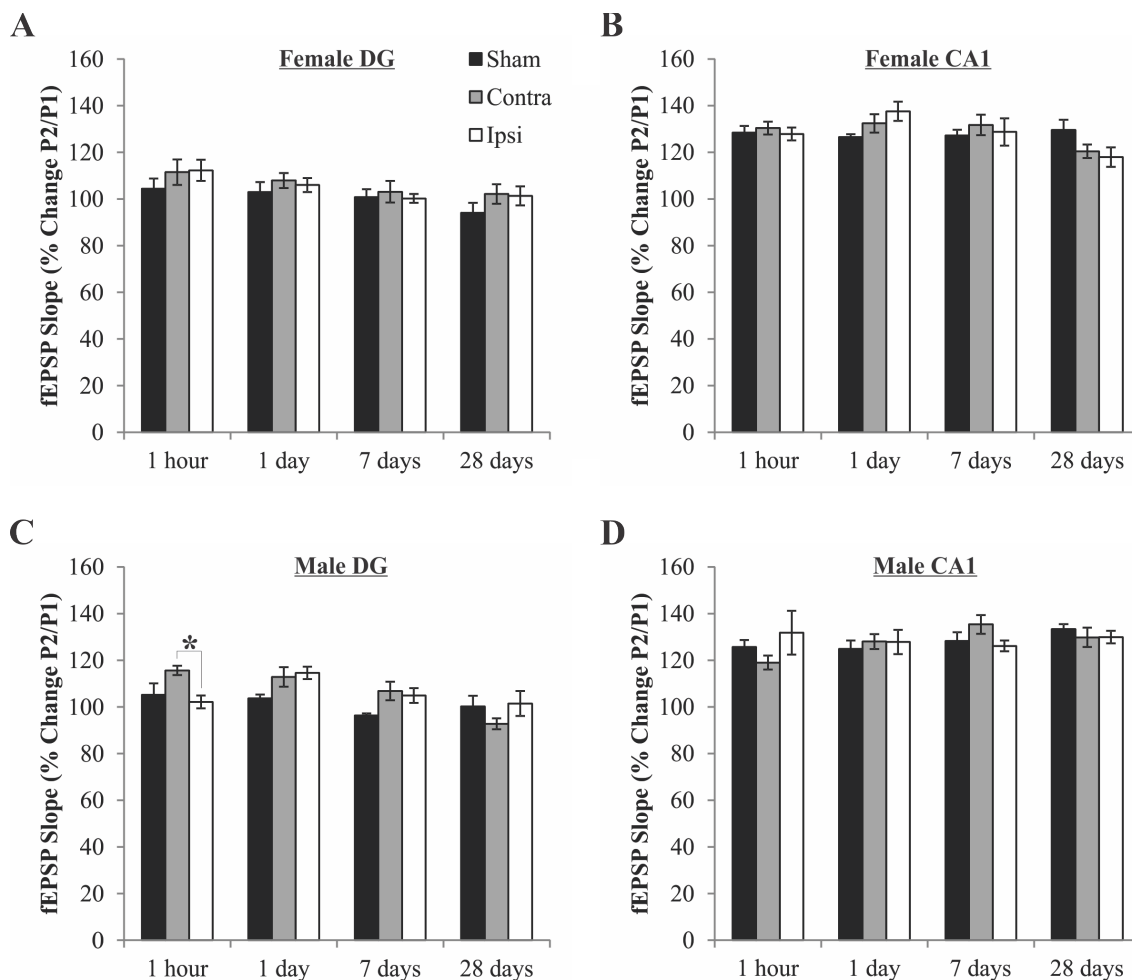 A
Female DG
Sham
Contra
Ipsi
fEPSP Slope (% Change P2/P1)
160
140
120
100
80
60
40
20
0
1 hour
1 day
7 days
28 days
B
Female CA1
fEPSP Slope (% Change P2/P1)
160
140
120
100
80
60
40
20
0
1 hour
1 day
7 days
28 days
C
Male DG
fEPSP Slope (% Change P2/P1)
160
140
120
100
80
60
40
20
0
*
1 hour
1 day
7 days
28 days
D
Male CA1
fEPSP Slope (% Change P2/P1)
160
140
120
100
80
60
40
20
0
1 hour
1 day
7 days
28 days